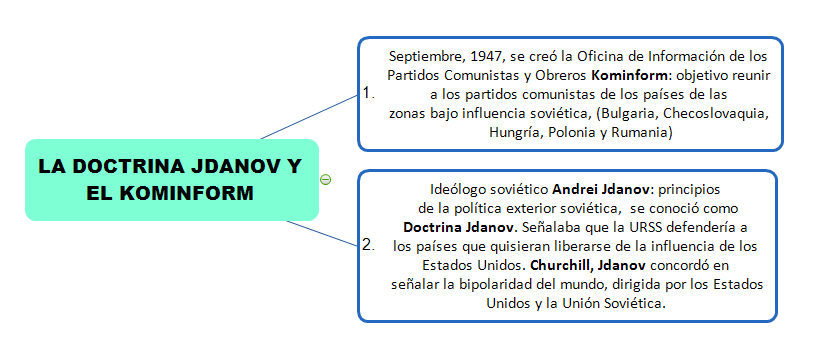 LA DOCTRINA JDANOV Y
EL KOMINFORM
1.
Septiembre, 1947, se creó la Oficina de Información de los
Partidos Comunistas y Obreros Kominform: objetivo reunir
a los partidos comunistas de los países de las
zonas bajo influencia soviética, (Bulgaria, Checoslovaquia,
Hungría, Polonia y Rumania)
2.
Ideólogo soviético Andrei Jdanov: principios
de la política exterior soviética, se conoció como
Doctrina Jdanov. Señalaba que la URSS defendería a
los países que quisieran liberarse de la influencia de los
Estados Unidos. Churchill, Jdanov concordó en
señalar la bipolaridad del mundo, dirigida por los Estados
Unidos y la Unión Soviética.